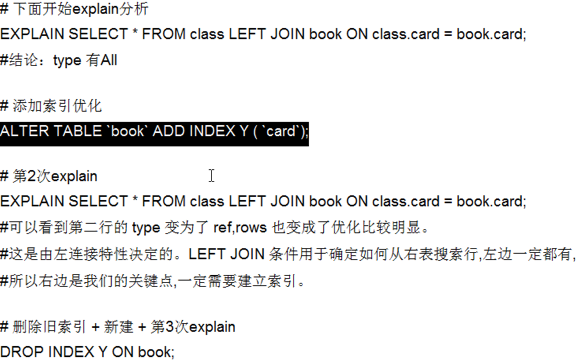 # 下面开始explain分析
EXPLAIN SELECT * FROM class LEFT JOIN book ON class.card = book.card;
#结论：type 有All
# 添加索引优化
ALTER TABLE `book` ADD INDEX Y ( `card`);
# 第2次explain
EXPLAIN SELECT * FROM class LEFT JOIN book ON class.card = book.card;
#可以看到第二行的 type 变为了 ref,rows 也变成了优化比较明显。
#这是由左连接特性决定的。LEFT JOIN 条件用于确定如何从右表搜索行,左边一定都有,
#所以右边是我们的关键点,一定需要建立索引。
# 删除旧索引 + 新建 + 第3次explain
DROP INDEX Y ON book;